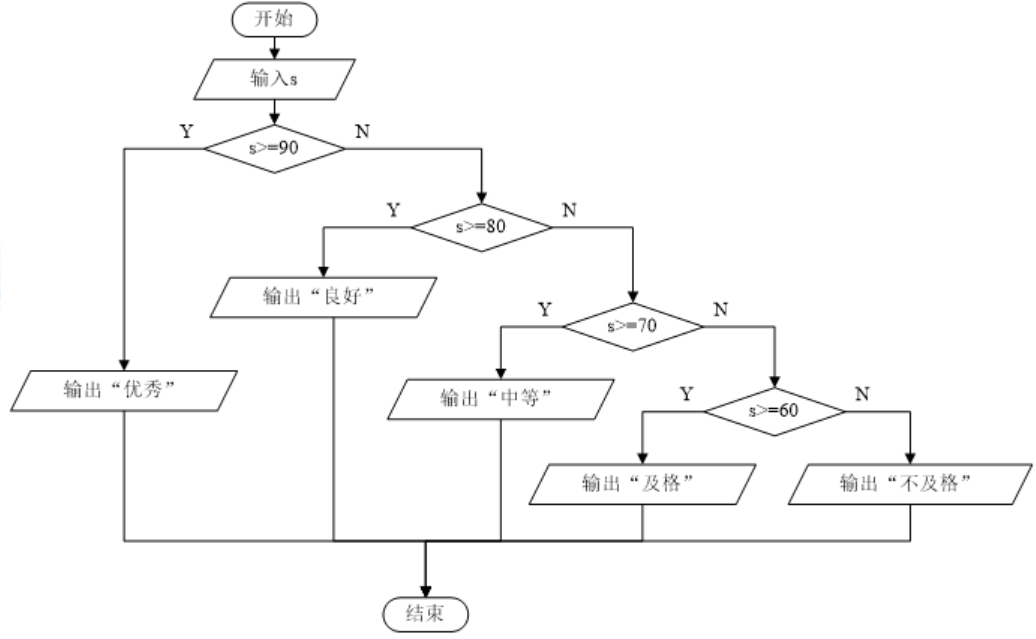 开始
输入s
Y
N
s>=90
Y
N
s>=80
输出“良好”
Y
N
s>=70
输出“优秀”
输出“中等”
Y
N
s>=60
输出“及格”
输出“不及格”
结束